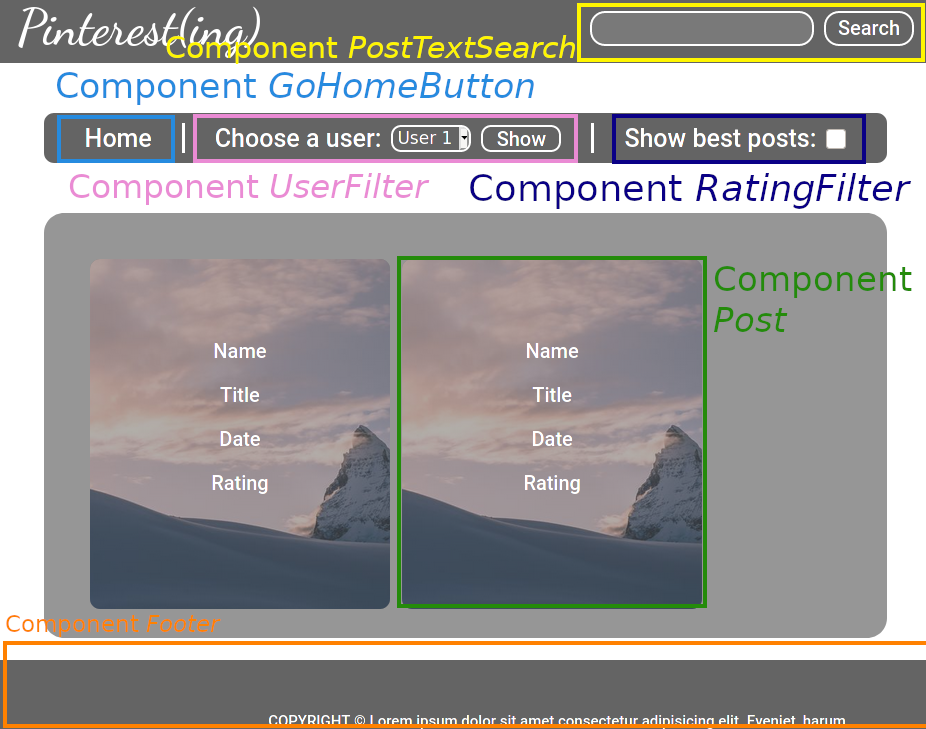 Pinterest(ing)
Search
Component PostTextSearch
Component GoHomeButton
Home
Choose a user: User 1 Show
Show best posts:
Component UserFilter
Component RatingFilter
Name
Title
Date
Rating
Name
Title
Date
Rating
Component
Post
Component Footer
COPYRIGHT © Lorem ipsum dolor sit amet consectetur adipisicing elit. Eveniet, harum